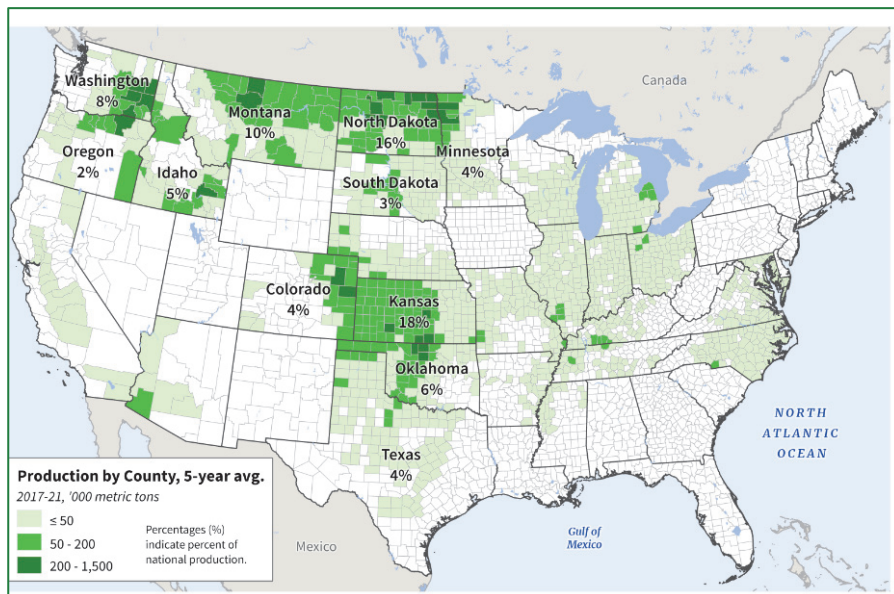 Canada
Washington
8%
Montana
10%
North Dakota
16%
Minnesota
4%
Oregon
2%
Idaho
5%
South Dakota
3%
Colorado
4%
Kansas
18%
Oklahoma
6%
Texas
4%
NORTH
ATLANTIC
OCEAN
Gulf of
Mexico
Mexico
Production by County, 5-year avg.
2017-21, '000 metric tons
≤ 50
50 - 200
200 - 1,500
Percentages (%)
indicate percent of
national production.